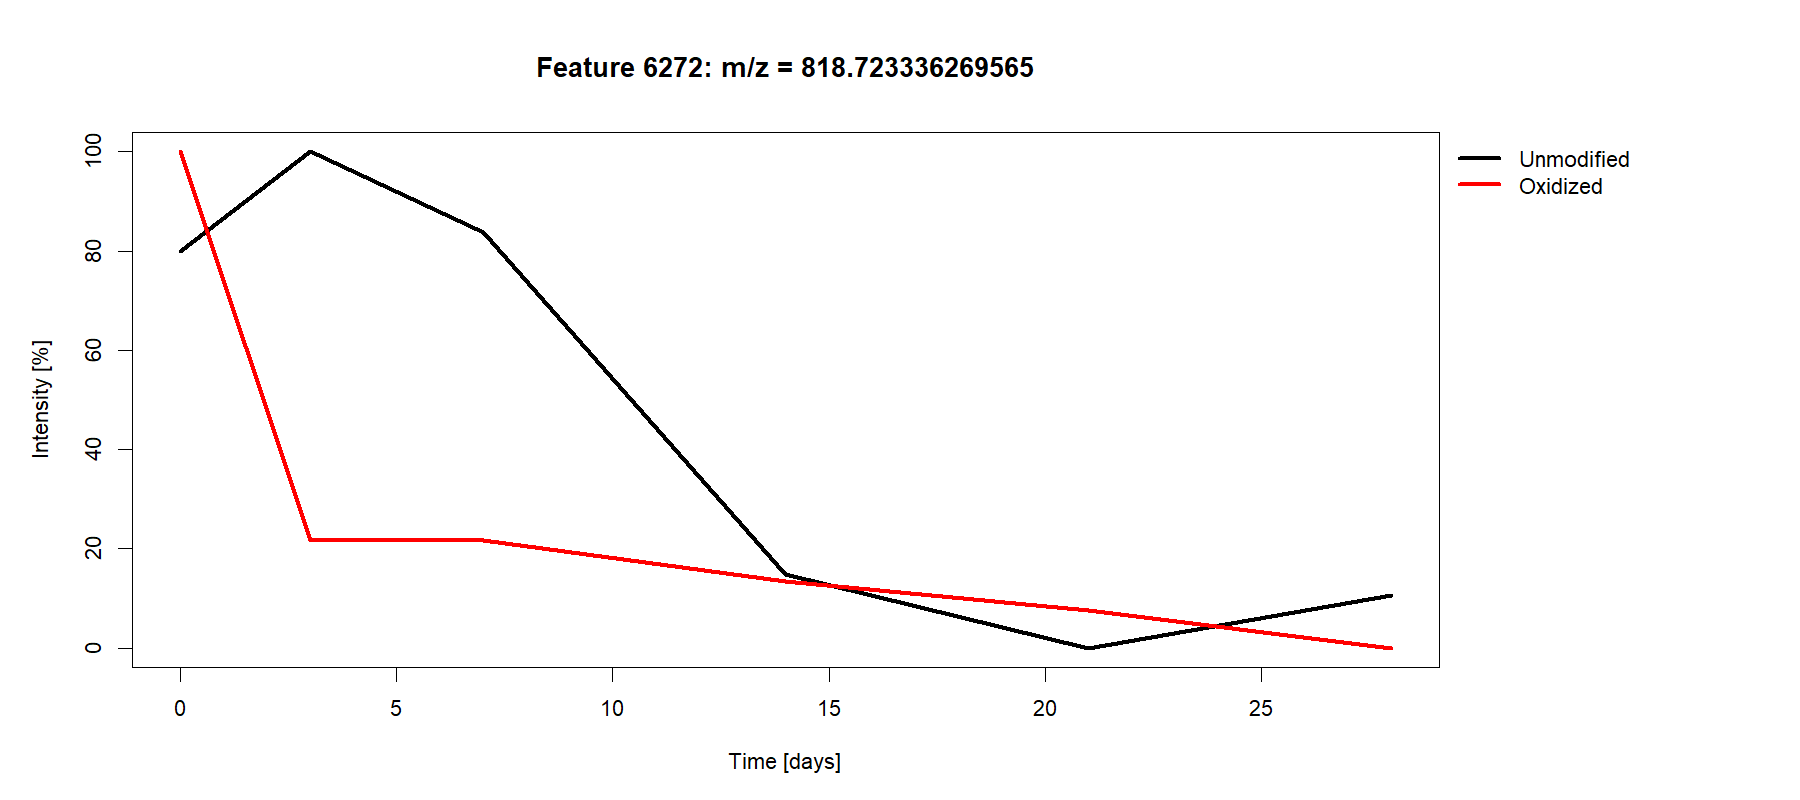 Feature 6272: m/z = 818.723336269565
Unmodified
Oxidized
Intensity [%]
100
80
60
40
20
0
0 5 10 15 20 25
Time [days]